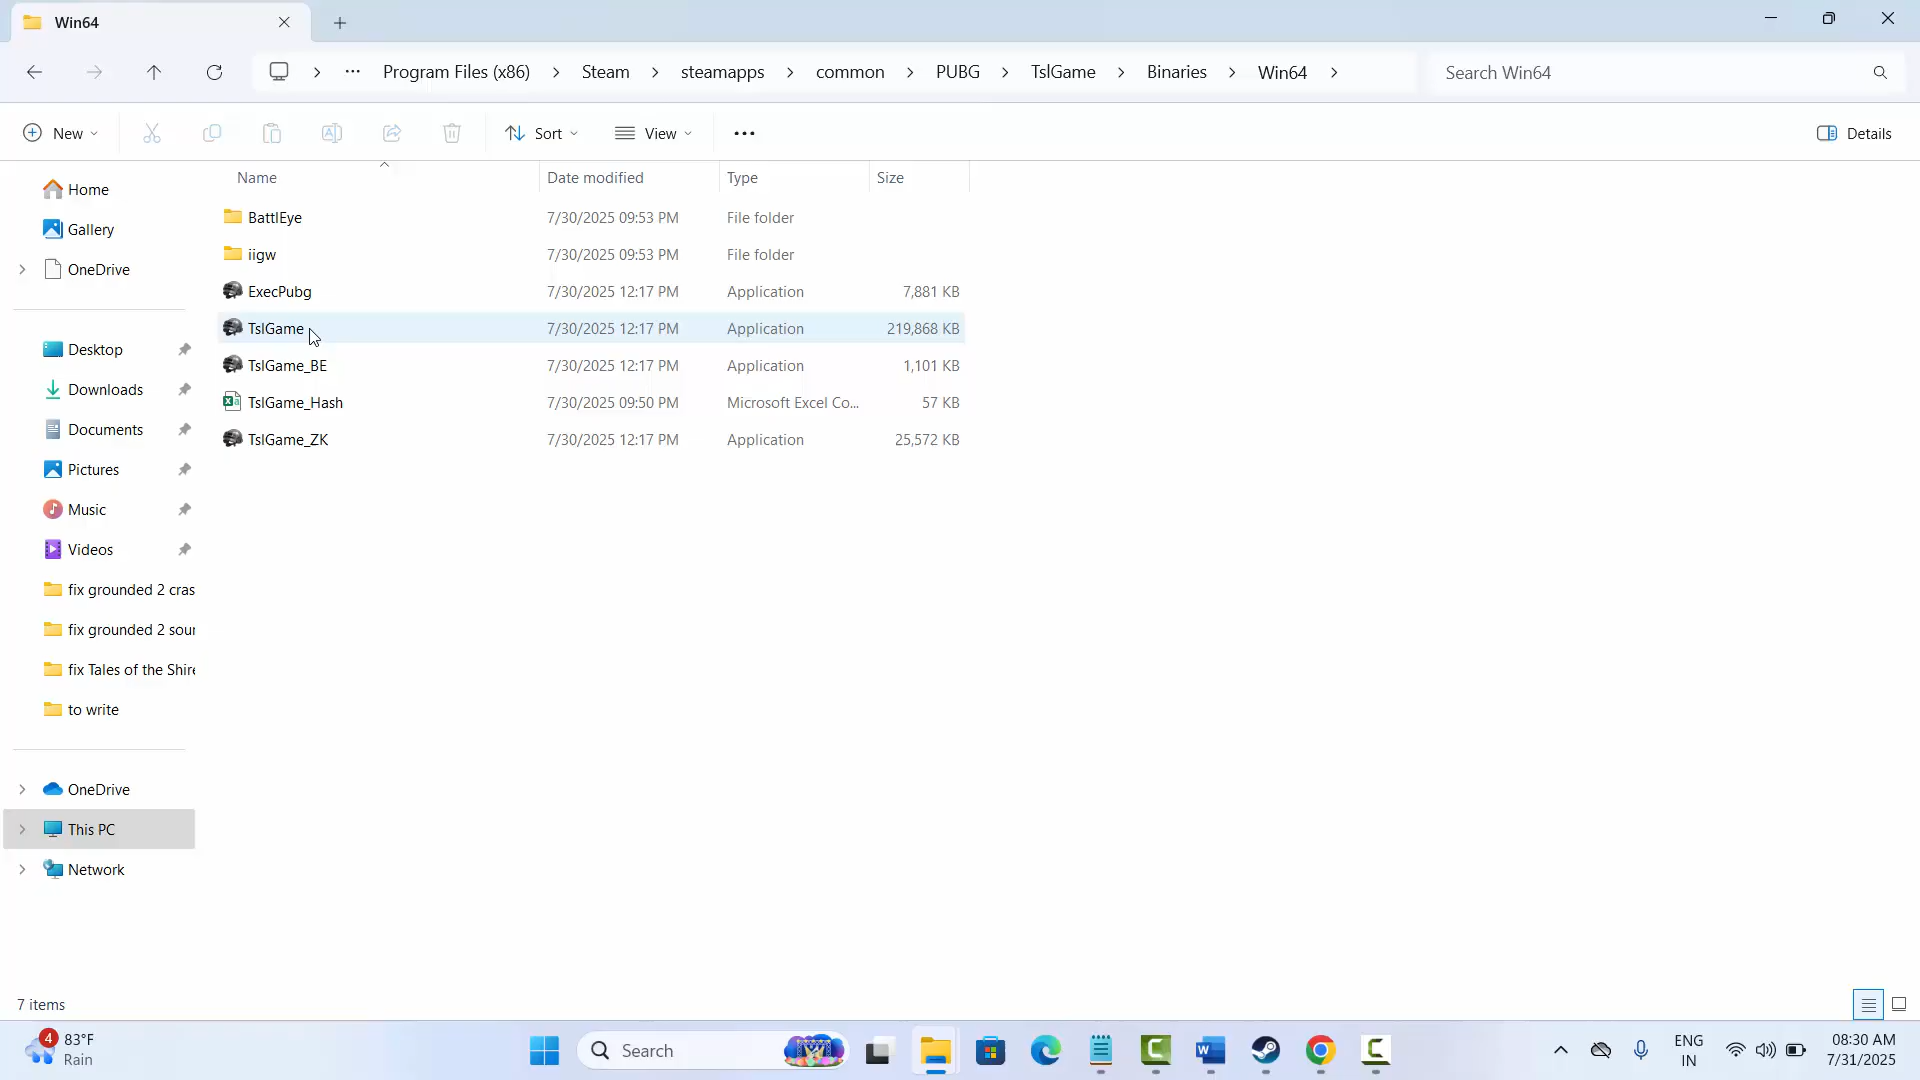 Win64
Program Files (x86) Steam steamapps common PUBG TslGame Binaries Win64
Search Win64
New Sort View Details
Name Date modified Type Size
BattlEye 7/30/2025 09:53 PM File folder
iigw 7/30/2025 09:53 PM File folder
ExecPubg 7/30/2025 12:17 PM Application 7,881 KB
TslGame 7/30/2025 12:17 PM Application 219,868 KB
TslGame_BE 7/30/2025 12:17 PM Application 1,101 KB
TslGame_Hash 7/30/2025 09:50 PM Microsoft Excel Co... 57 KB
TslGame_ZK 7/30/2025 12:17 PM Application 25,572 KB
Home
Gallery
OneDrive
Desktop
Downloads
Documents
Pictures
Music
Videos
fix grounded 2 cras
fix grounded 2 sour
fix Tales of the Shire
to write
OneDrive
This PC
Network
7 items
4
83°F
Rain
Search
ENG
IN
08:30 AM
7/31/2025